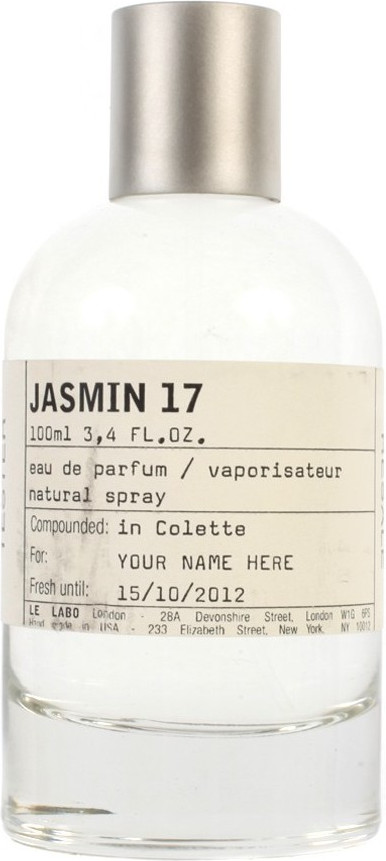 JASMIN 17
100ml 3,4 FL.OZ.
eau de parfum / vaporisateur
natural spray
Compounded: in Colette
For: YOUR NAME HERE
Fresh until: 15/10/2012
LE LABO London - 28A Devonshire Street, London W1G 6PS
Hand made in USA - 233 Elizabeth Street, New York, NY 10012